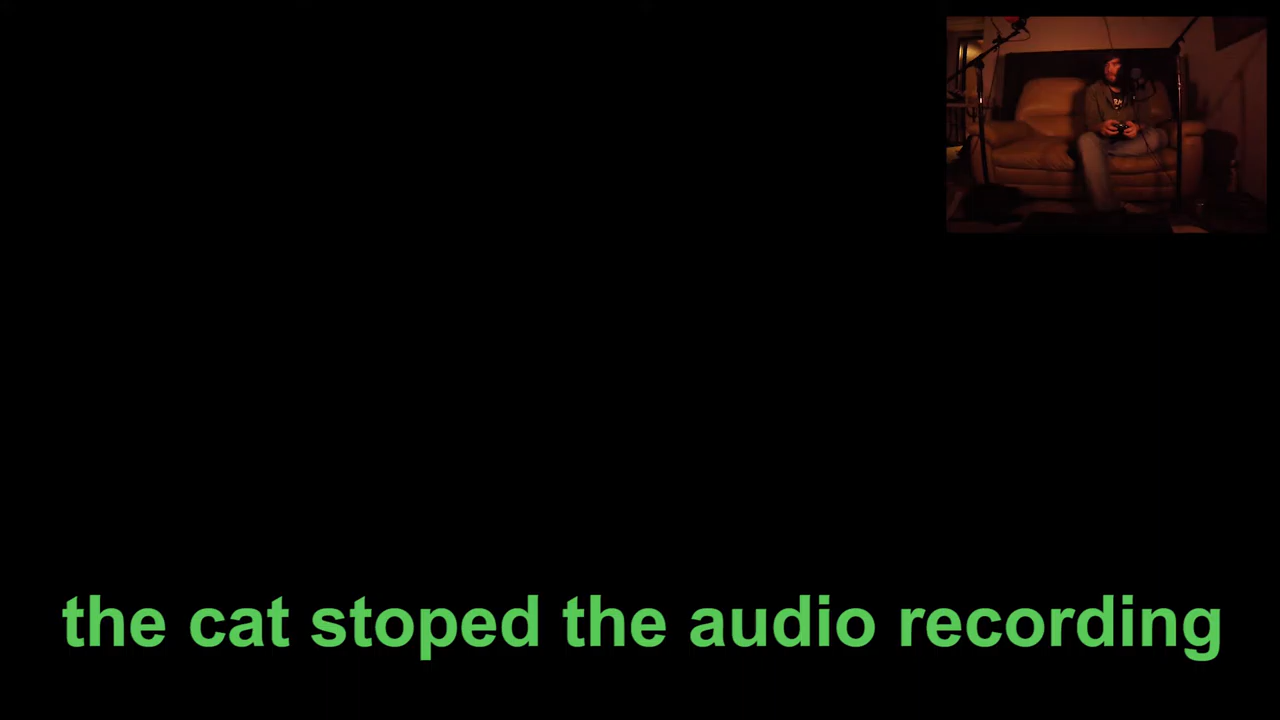 the cat stoped the audio recording